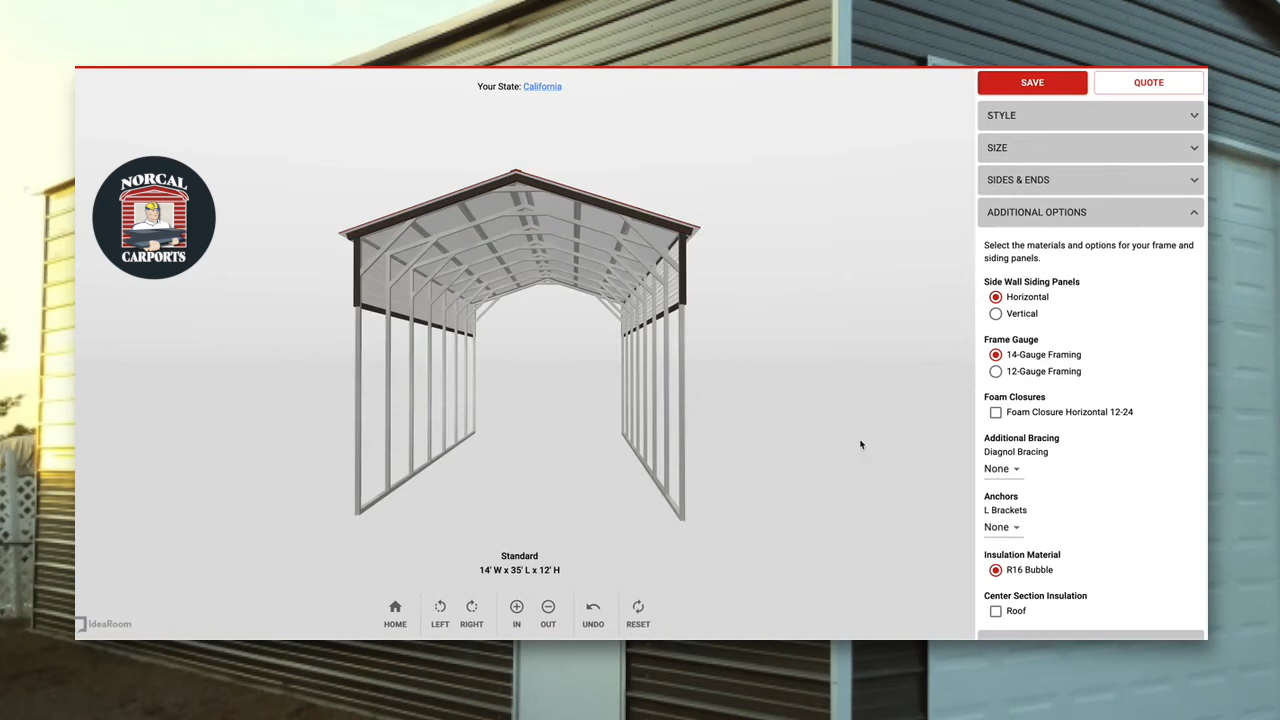 Your State: California
NORCAL
CARPORTS
Standard
14' W x 35' L x 12' H
HOME
LEFT
RIGHT
IN
OUT
UNDO
RESET
IdeaRoom
SAVE
QUOTE
STYLE
SIZE
SIDES & ENDS
ADDITIONAL OPTIONS
Select the materials and options for your frame and
siding panels.
Side Wall Siding Panels
Horizontal
Vertical
Frame Gauge
14-Gauge Framing
12-Gauge Framing
Foam Closures
Foam Closure Horizontal 12-24
Additional Bracing
Diagnol Bracing
None
Anchors
L Brackets
None
Insulation Material
R16 Bubble
Center Section Insulation
Roof